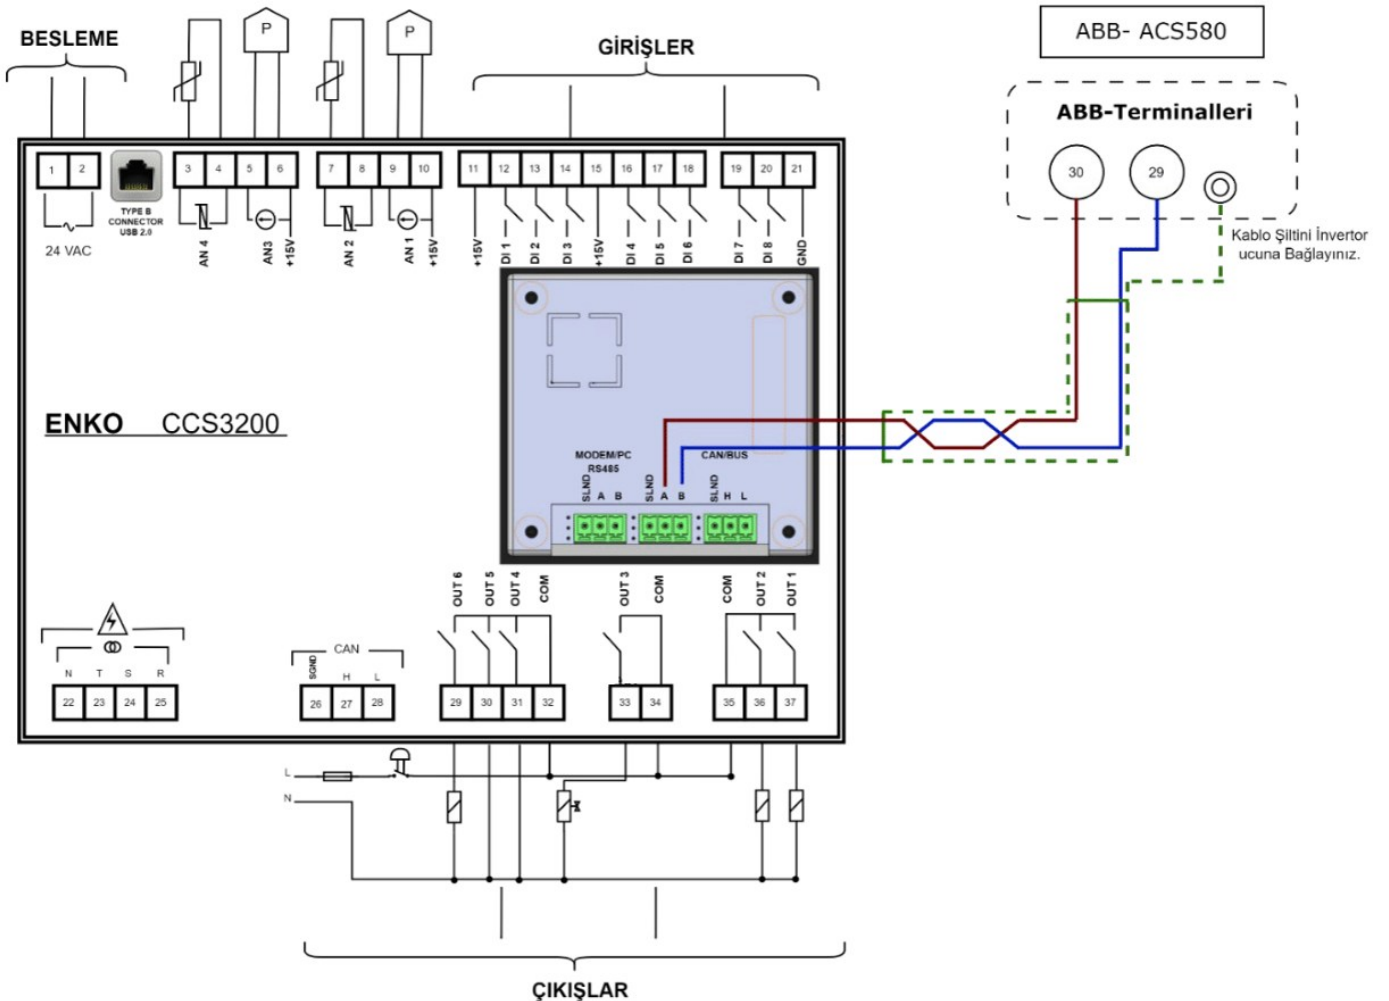 BESLEME
P
P
GİRİŞLER
ABB- ACS580
ABB-Terminalleri
30
29
Kablo Şiltini İnvertor
ucuna Bağlayınız.
1
2
3
4
5
6
7
8
9
10
11
12
13
14
15
16
17
18
19
20
21
TYPE B
CONNECTOR
USB 2.0
24 VAC
AN 4
AN3
+15V
AN 2
AN 1
+15V
+15V
DI 1
DI 2
DI 3
+15V
DI 4
DI 5
DI 6
DI 7
DI 8
GND
ENKO CCS3200
MODEM/PC
RS485
CAN/BUS
SLND A B
SLND A B
SLND H L
OUT 6
OUT 5
OUT 4
COM
OUT 3
COM
COM
OUT 2
OUT 1
N T S R
22
23
24
25
CAN
SGND H L
26
27
28
29
30
31
32
33
34
35
36
37
L
N
ÇIKIŞLAR